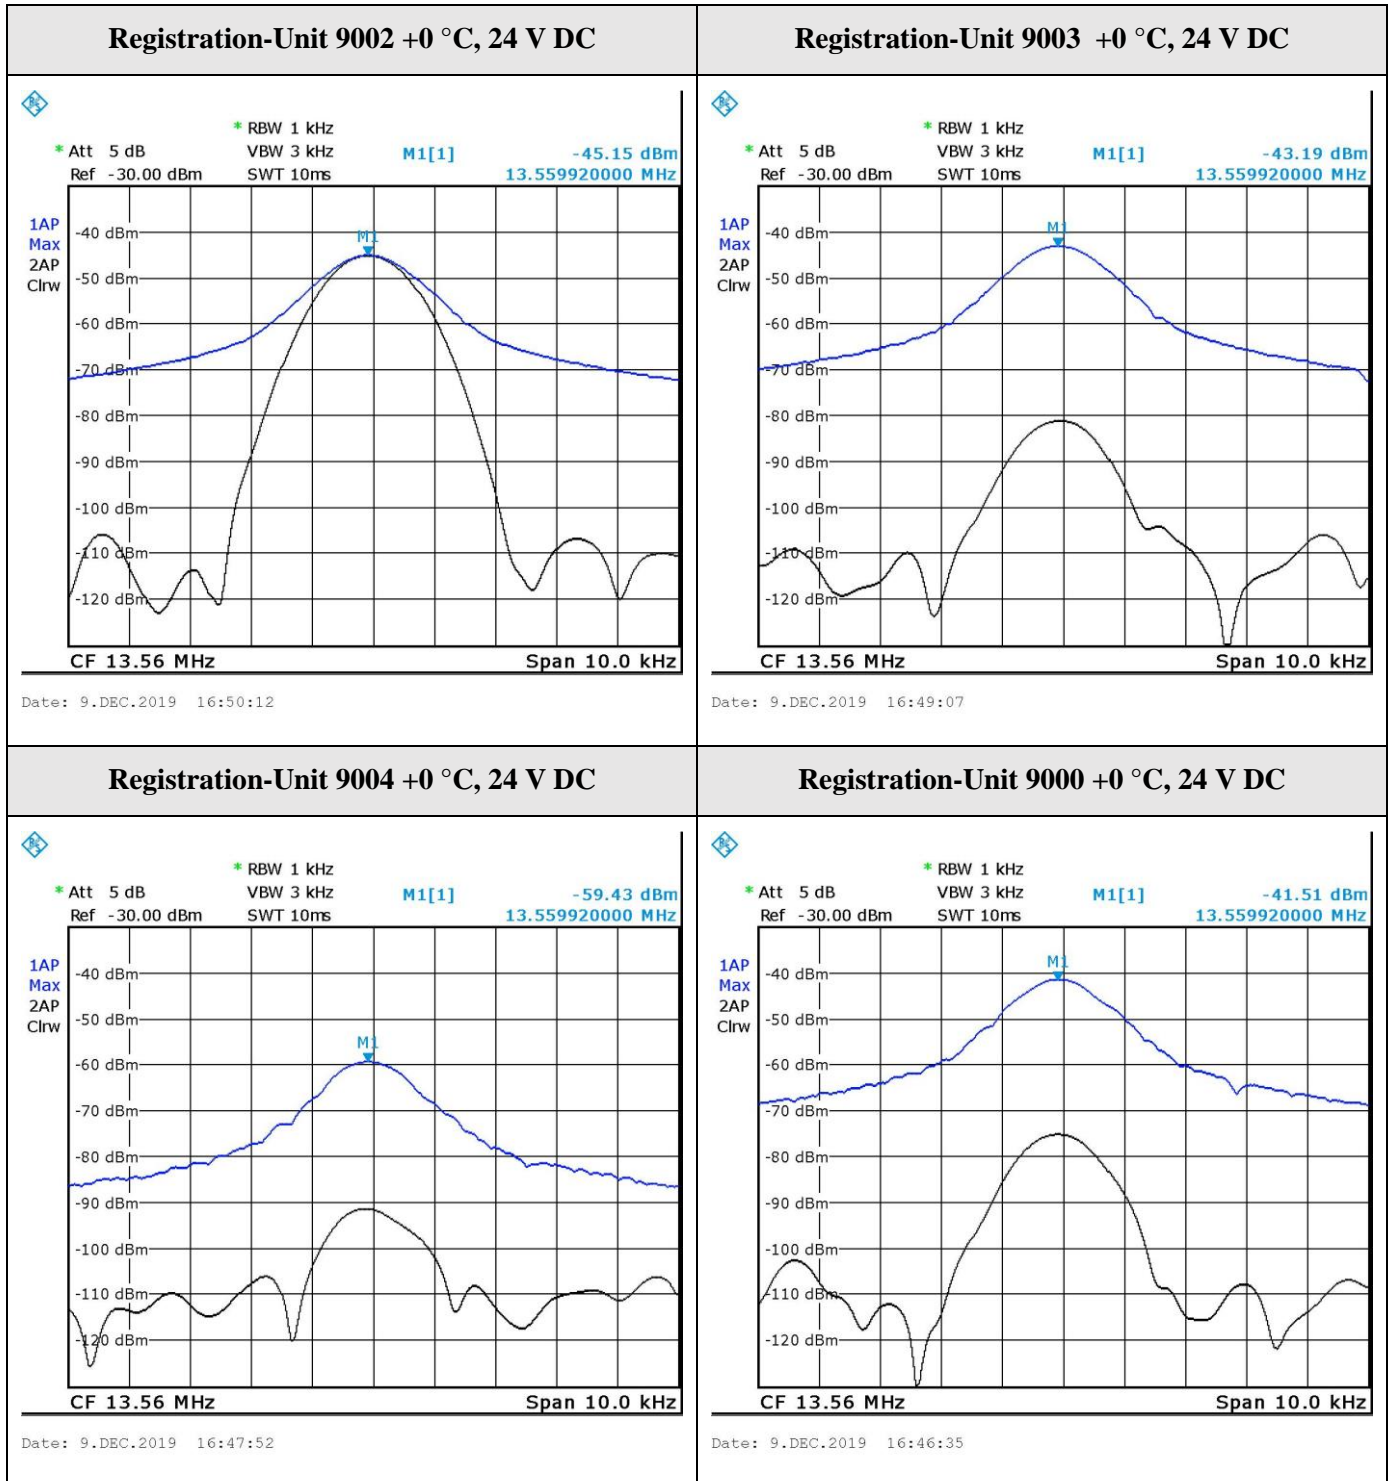 Registration-Unit 9002 +0 °C, 24 V DC
* RBW 1 kHz
* Att 5 dB VBW 3 kHz M1[1] -45.15 dBm
Ref -30.00 dBm SWT 10ms 13.559920000 MHz
1AP
Max
2AP
Clrw
M1
-40 dBm
-50 dBm
-60 dBm
-70 dBm
-80 dBm
-90 dBm
-100 dBm
-110 dBm
-120 dBm
CF 13.56 MHz Span 10.0 kHz
Date: 9.DEC.2019 16:50:12
Registration-Unit 9003 +0 °C, 24 V DC
* RBW 1 kHz
* Att 5 dB VBW 3 kHz M1[1] -43.19 dBm
Ref -30.00 dBm SWT 10ms 13.559920000 MHz
1AP
Max
2AP
Clrw
M1
-40 dBm
-50 dBm
-60 dBm
-70 dBm
-80 dBm
-90 dBm
-100 dBm
-110 dBm
-120 dBm
CF 13.56 MHz Span 10.0 kHz
Date: 9.DEC.2019 16:49:07
Registration-Unit 9004 +0 °C, 24 V DC
* RBW 1 kHz
* Att 5 dB VBW 3 kHz M1[1] -59.43 dBm
Ref -30.00 dBm SWT 10ms 13.559920000 MHz
1AP
Max
2AP
Clrw
-40 dBm
-50 dBm
M1
-60 dBm
-70 dBm
-80 dBm
-90 dBm
-100 dBm
-110 dBm
-120 dBm
CF 13.56 MHz Span 10.0 kHz
Date: 9.DEC.2019 16:47:52
Registration-Unit 9000 +0 °C, 24 V DC
* RBW 1 kHz
* Att 5 dB VBW 3 kHz M1[1] -41.51 dBm
Ref -30.00 dBm SWT 10ms 13.559920000 MHz
1AP
Max
2AP
Clrw
M1
-40 dBm
-50 dBm
-60 dBm
-70 dBm
-80 dBm
-90 dBm
-100 dBm
-110 dBm
-120 dBm
CF 13.56 MHz Span 10.0 kHz
Date: 9.DEC.2019 16:46:35